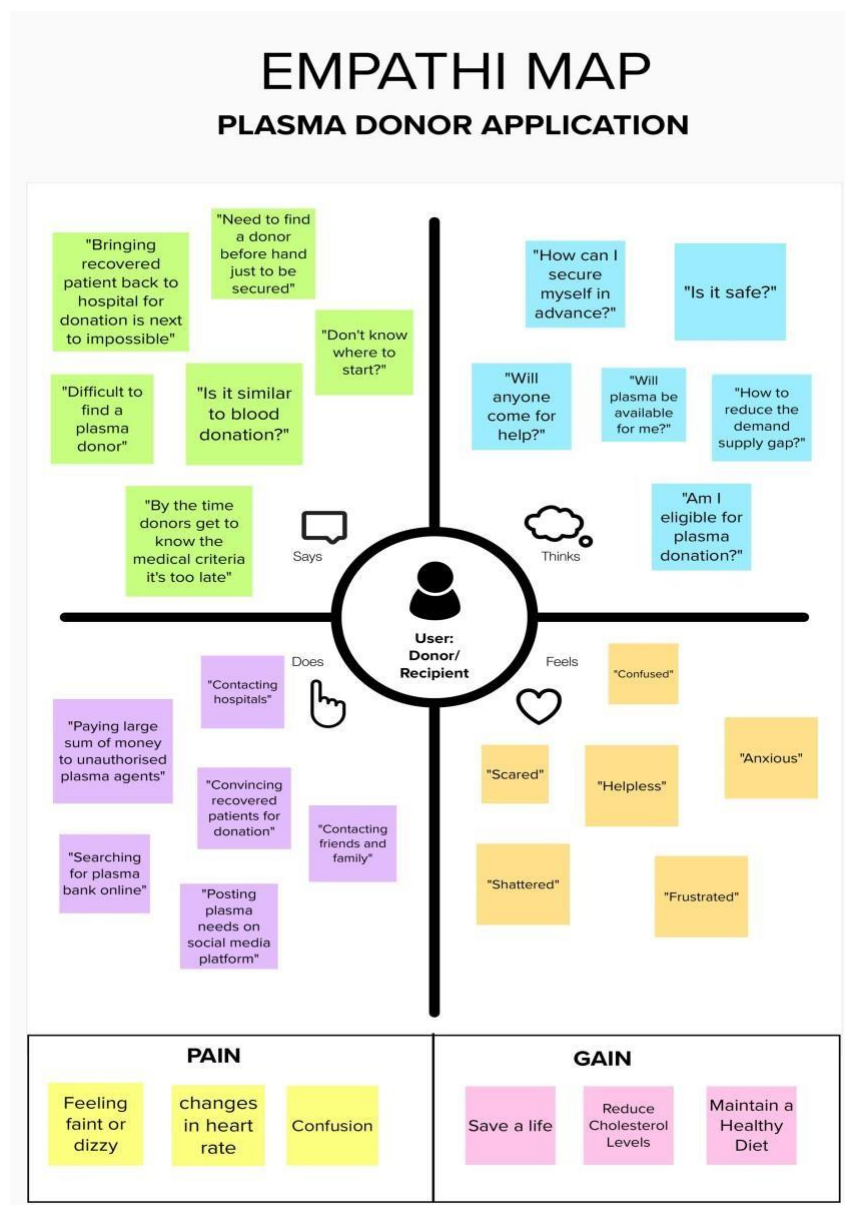 EMPATHI MAP
PLASMA DONOR APPLICATION
"Bringing
recovered
patient back to
hospital for
donation is next
to impossible"
"Need to find
a donor
before hand
just to be
secured"
"Don't know
where to
start?"
"Difficult to
find a
plasma
donor"
"Is it similar
to blood
donation?"
"By the time
donors get to
know the
medical criteria
it's too late"
Says
"How can I
secure
myself in
advance?"
"Is it safe?"
"Will
anyone
come for
help?"
"Will
plasma be
available
for me?"
"How to
reduce the
demand
supply gap?"
"Am I
eligible for
plasma
donation?"
Thinks
User:
Donor/
Recipient
Does
"Contacting
hospitals"
"Paying large
sum of money
to unauthorised
plasma agents"
"Convincing
recovered
patients for
donation"
"Contacting
friends and
family"
"Searching
for plasma
bank online"
"Posting
plasma
needs on
social media
platform"
Feels
"Confused"
"Scared"
"Helpless"
"Anxious"
"Shattered"
"Frustrated"
PAIN
Feeling
faint or
dizzy
changes
in heart
rate
Confusion
GAIN
Save a life
Reduce
Cholesterol
Levels
Maintain a
Healthy
Diet